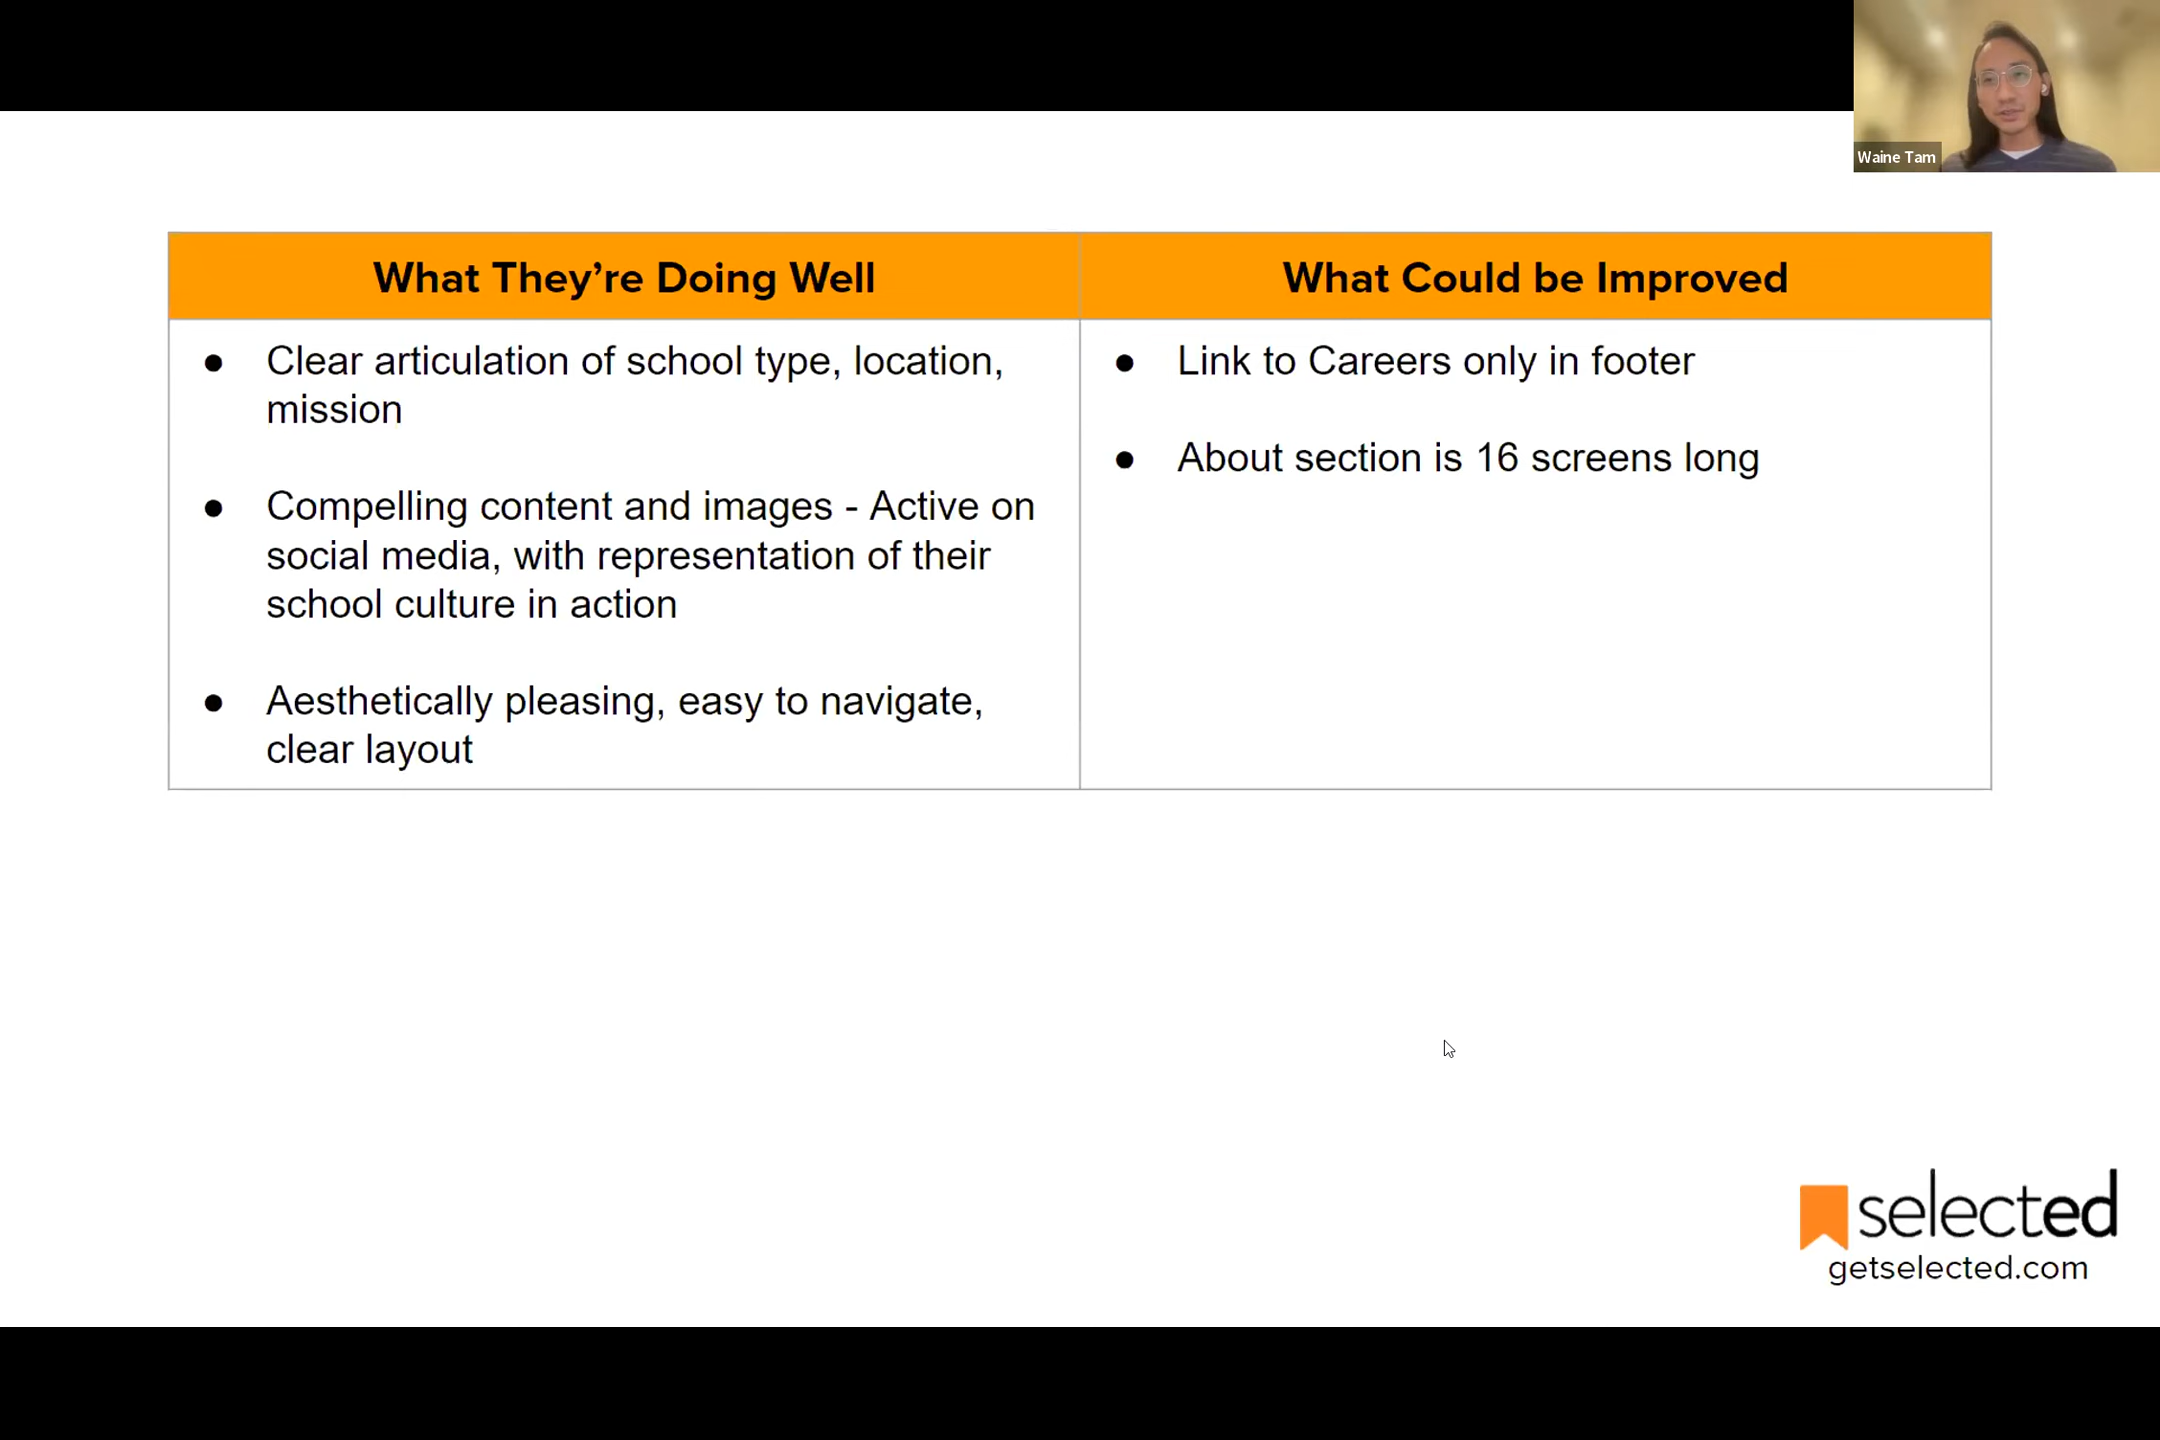 Waine Tam
What They’re Doing Well
What Could be Improved
● Clear articulation of school type, location,
mission
● Compelling content and images - Active on
social media, with representation of their
school culture in action
● Aesthetically pleasing, easy to navigate,
clear layout
● Link to Careers only in footer
● About section is 16 screens long
selected
getselected.com